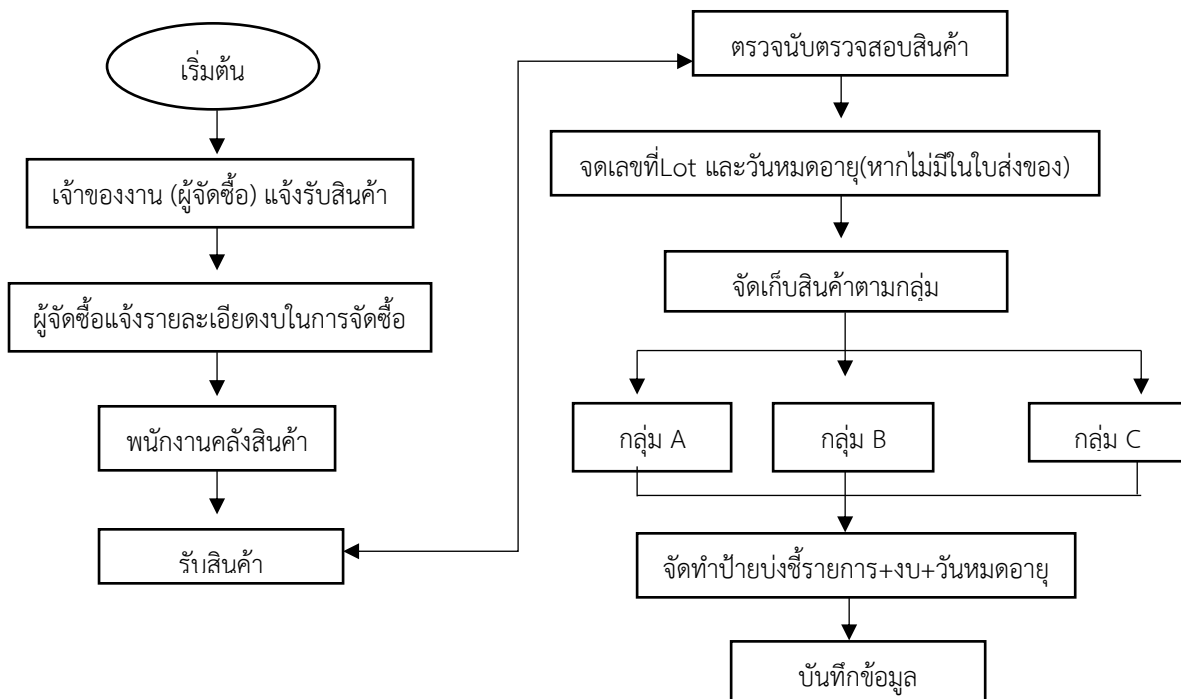 เริ่มต้น
เจ้าของงาน (ผู้จัดซื้อ) แจ้งรับสินค้า
ผู้จัดซื้อแจ้งรายละเอียดงบในการจัดซื้อ
พนักงานคลังสินค้า
รับสินค้า
ตรวจนับตรวจสอบสินค้า
จดเลขที่Lot และวันหมดอายุ(หากไม่มีในใบส่งของ)
จัดเก็บสินค้าตามกลุ่ม
กลุ่ม A
กลุ่ม B
กลุ่ม C
จัดทำป้ายบ่งชี้รายการ+งบ+วันหมดอายุ
บันทึกข้อมูล